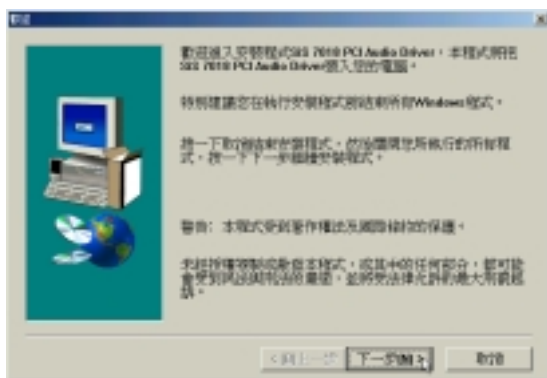 歡迎
歡迎進入安裝程式SiS 7018 PCI Audio Driver，本程式將把
SiS 7018 PCI Audio Driver裝入您的電腦。
特別建議您在執行安裝程式前結束所有Windows程式。
按一下取消結束安裝程式，然後關閉您所執行的所有程
式。按一下下一步繼續安裝程式。
警告：本程式受到著作權法及國際條約的保護。
未經授權複製或散佈本程式，或其中的任何部分，都可能
會受到民法與刑法的嚴懲，並將受法律允許的最大刑罰起
訴。
<回上一步
下一步(N)>
取消